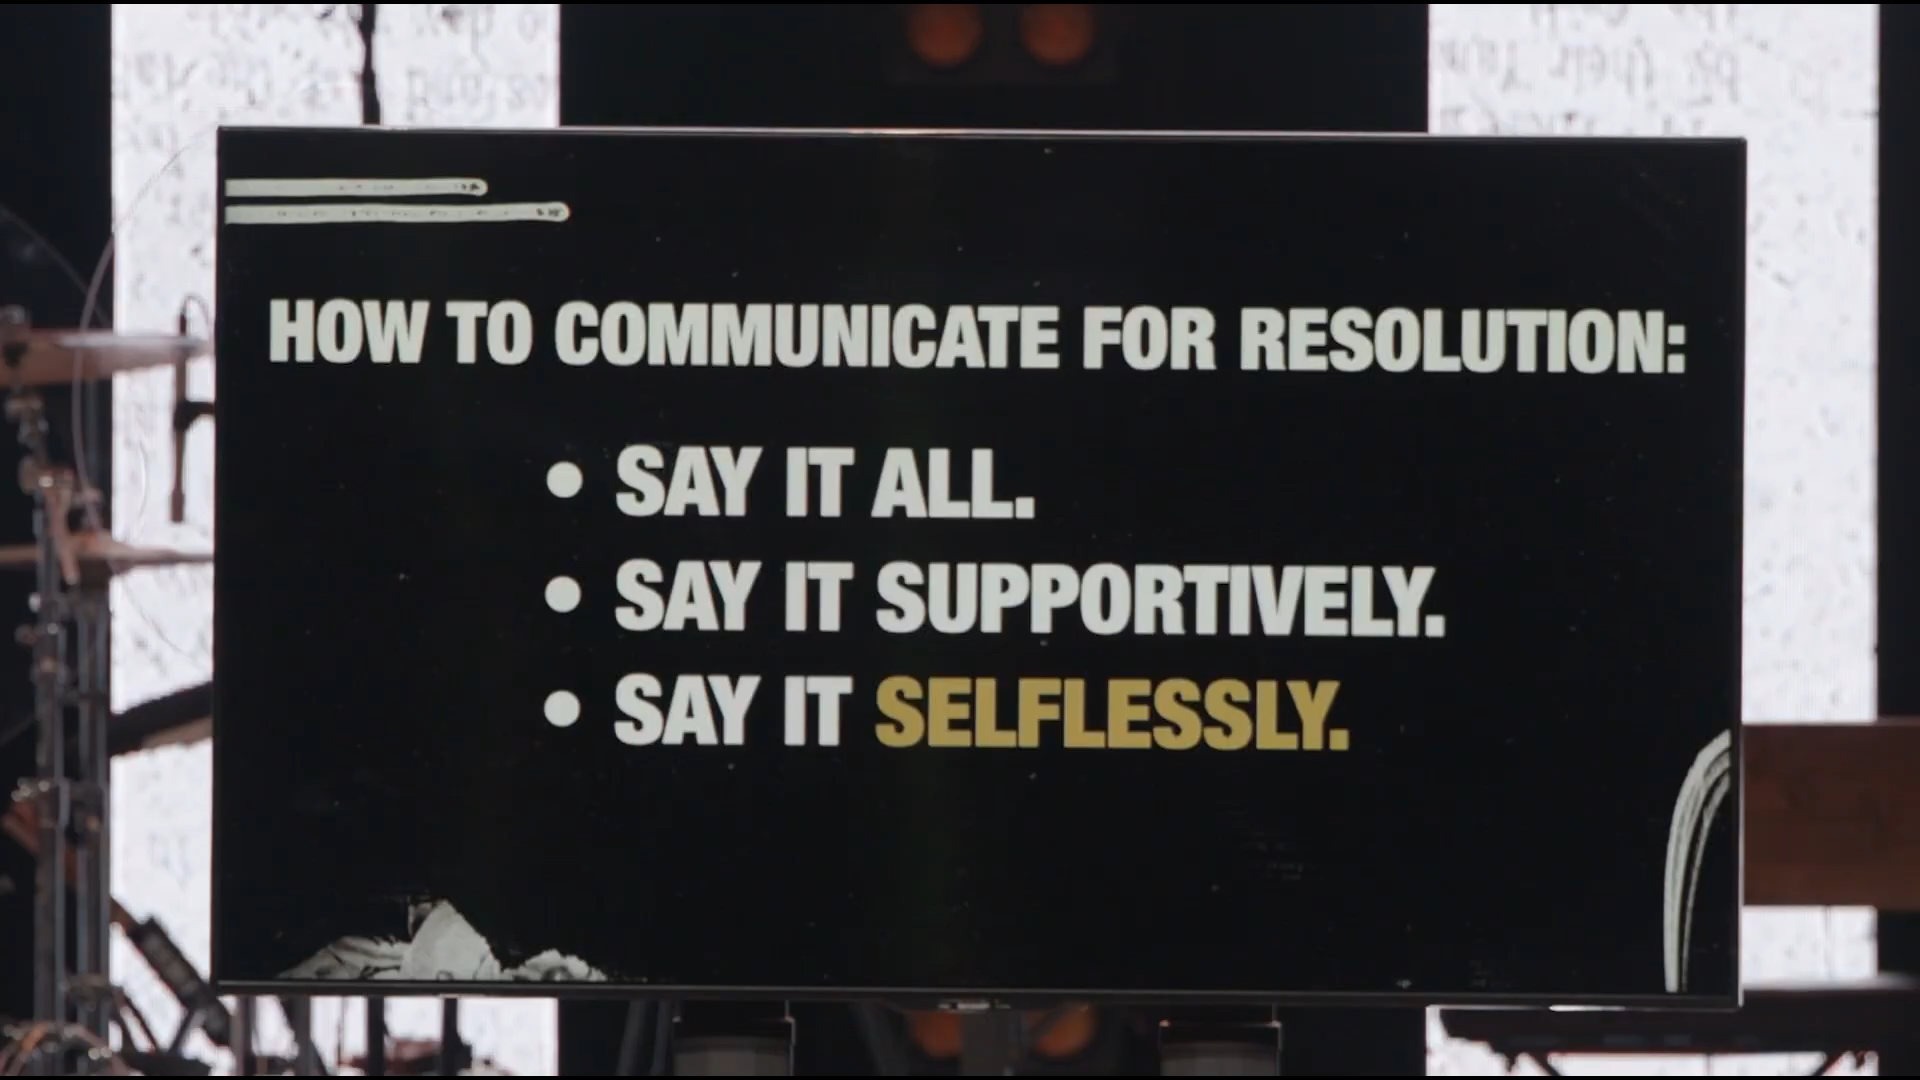 HOW TO COMMUNICATE FOR RESOLUTION:
• SAY IT ALL.
• SAY IT SUPPORTIVELY.
• SAY IT SELFLESSLY.